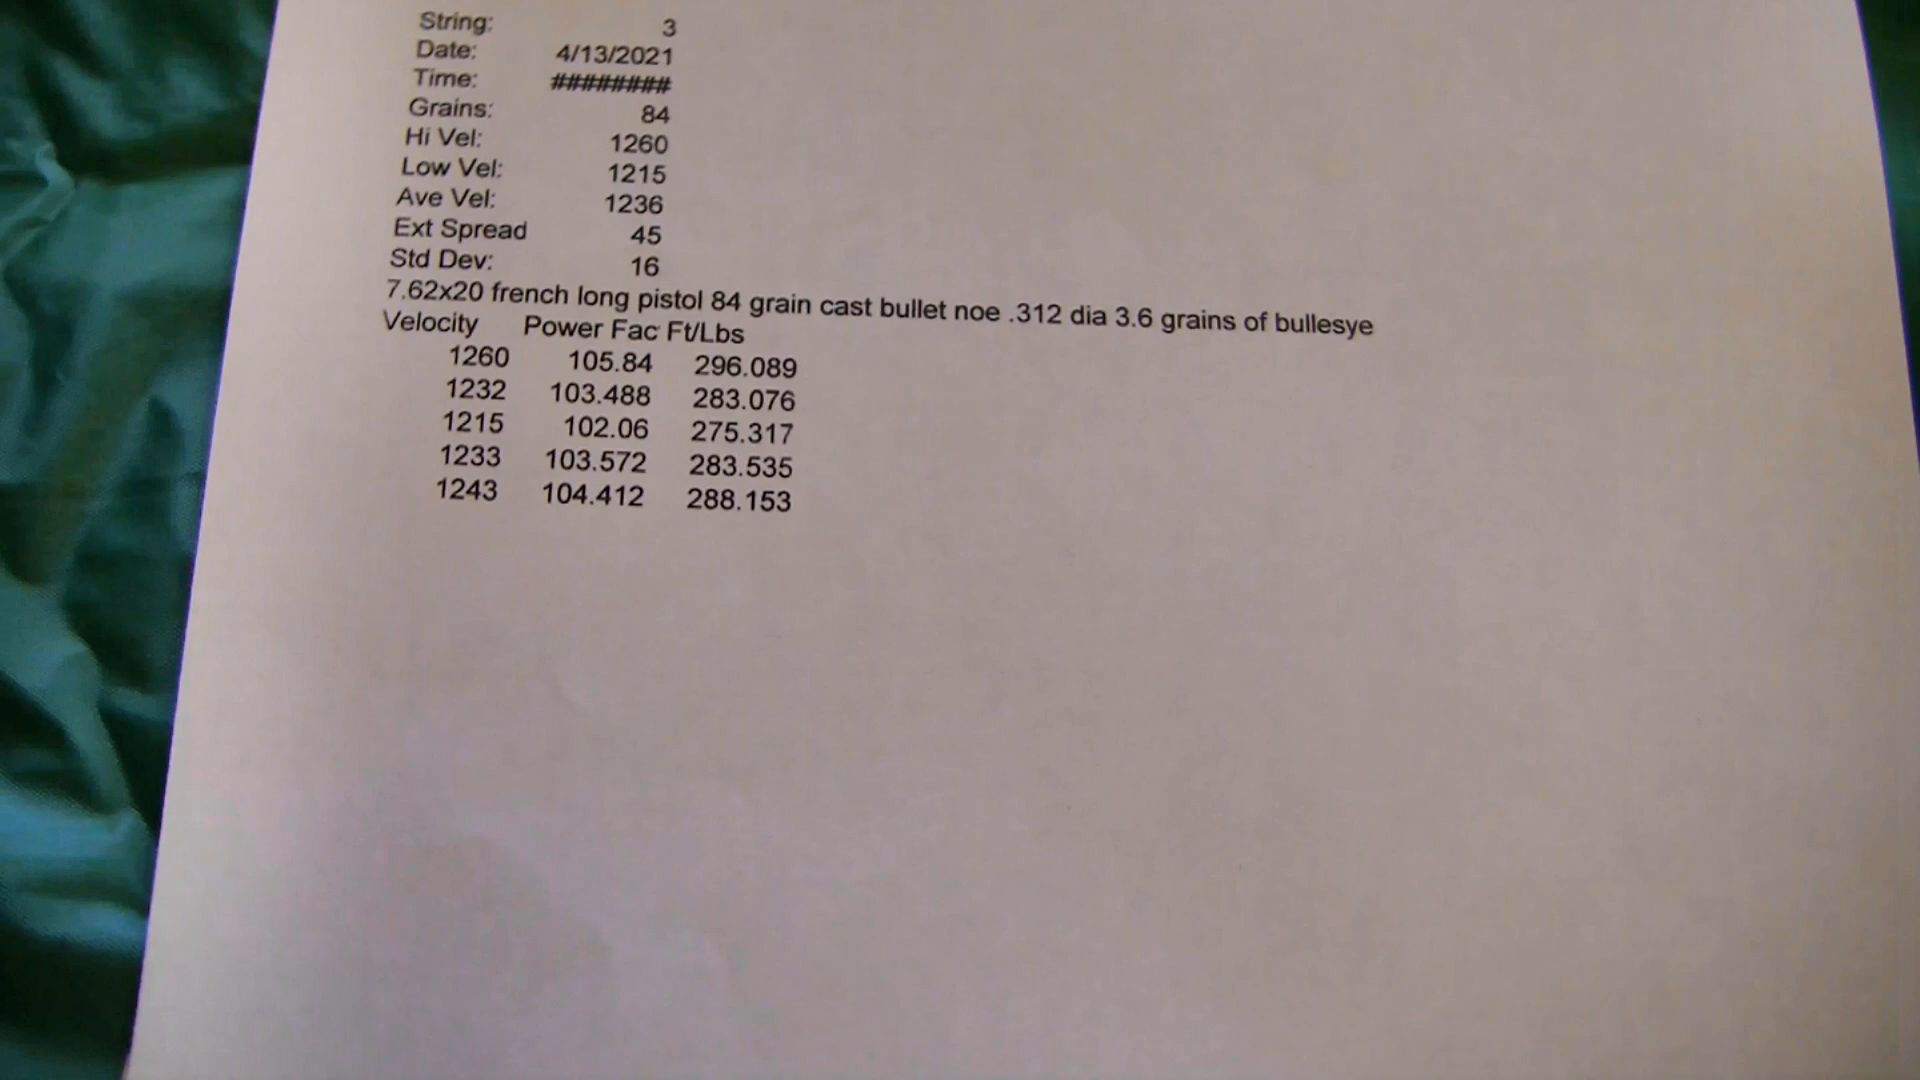 String: 3
Date: 4/13/2021
Time: ########
Grains: 84
Hi Vel: 1260
Low Vel: 1215
Ave Vel: 1236
Ext Spread 45
Std Dev: 16
7.62x20 french long pistol 84 grain cast bullet noe .312 dia 3.6 grains of bullesye
Velocity Power Fac Ft/Lbs
1260 105.84 296.089
1232 103.488 283.076
1215 102.06 275.317
1233 103.572 283.535
1243 104.412 288.153